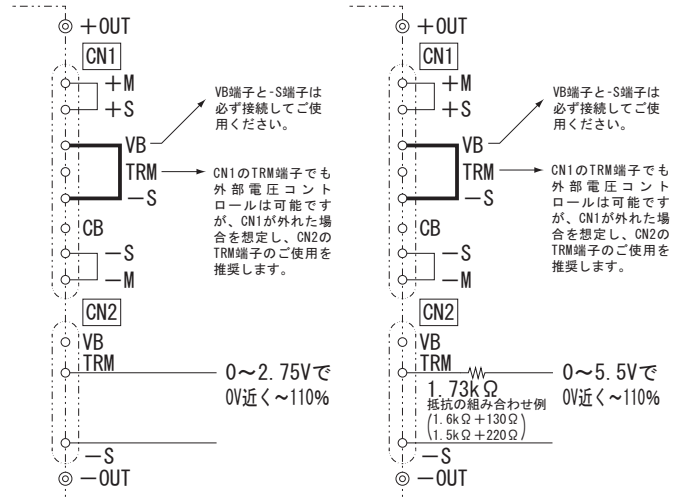 +OUT
CN1
+M
+S
VB
TRM
−S
CB
−S
−M
CN2
VB
TRM
−S
−OUT
VB端子と-S端子は
必ず接続してご使
用ください。
CN1のTRM端子でも
外部電圧コント
ロールは可能です
が、CN1が外れた場
合を想定し、CN2の
TRM端子のご使用を
推奨します。
0〜2.75Vで
0V近く〜110%
+OUT
CN1
+M
+S
VB
TRM
−S
CB
−S
−M
CN2
VB
TRM
1.73kΩ
抵抗の組み合わせ例
(1.6kΩ+130Ω)
(1.5kΩ+220Ω)
−S
−OUT
VB端子と-S端子は
必ず接続してご使
用ください。
CN1のTRM端子でも
外部電圧コント
ロールは可能です
が、CN1が外れた場
合を想定し、CN2の
TRM端子のご使用を
推奨します。
0〜5.5Vで
0V近く〜110%